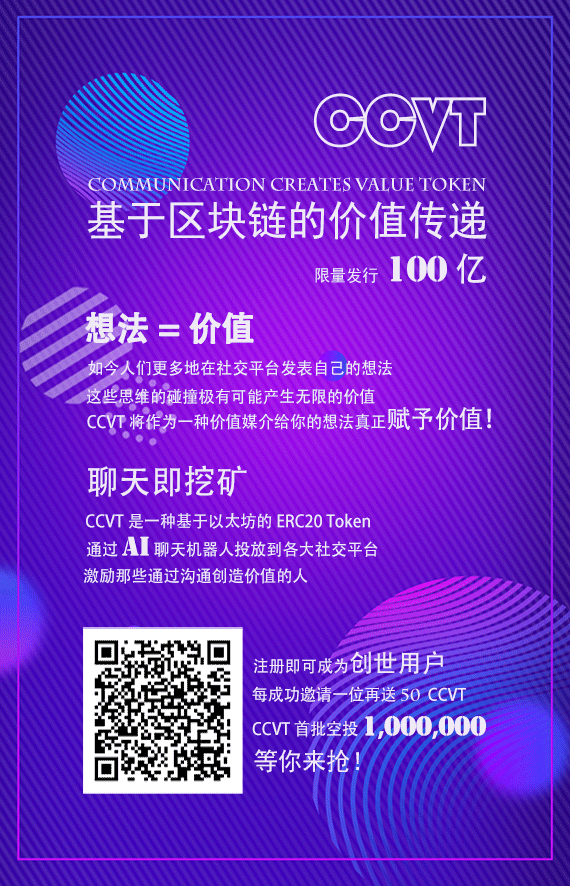 CCVT
COMMUNICATION CREATES VALUE TOKEN
基于区块链的价值传递
限量发行 100 亿
想法 = 价值
如今人们更多地在社交平台发表自己的想法
这些思维的碰撞极有可能产生无限的价值
CCVT 将作为一种价值媒介给你的想法真正赋予价值!
聊天即挖矿
CCVT 是一种基于以太坊的 ERC20 Token
通过 AI 聊天机器人投放到各大社交平台
激励那些通过沟通创造价值的人
注册即可成为创世用户
每成功邀请一位再送 50 CCVT
CCVT 首批空投 1,000,000
等你来抢!